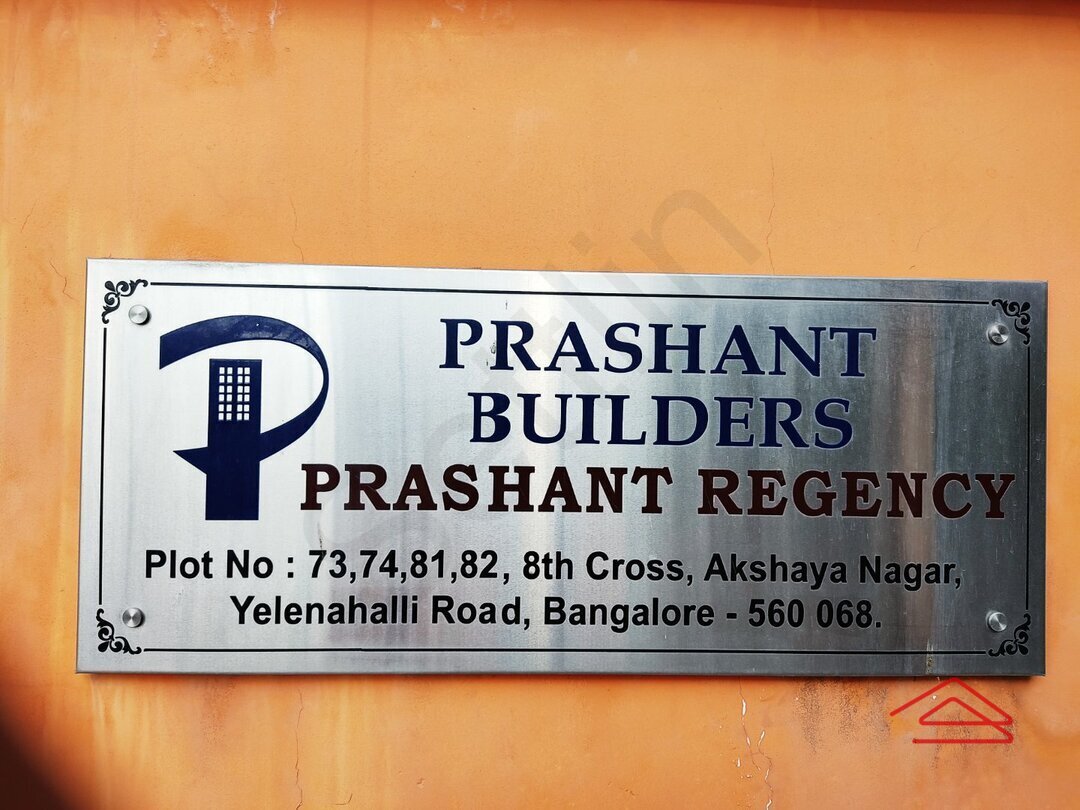 PRASHANT
BUILDERS
PRASHANT REGENCY
Plot No : 73,74,81,82, 8th Cross, Akshaya Nagar,
Yelenahalli Road, Bangalore - 560 068.